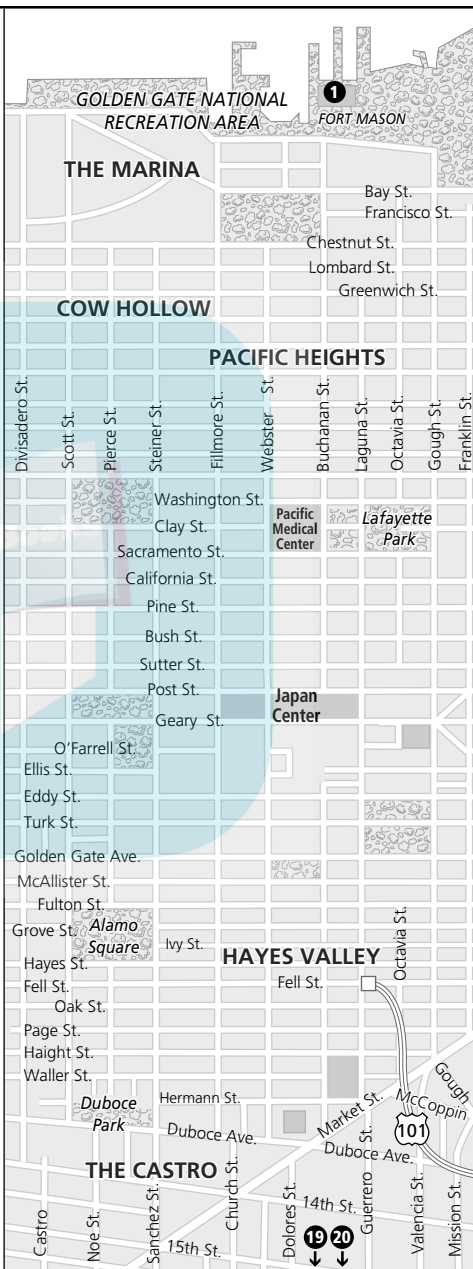 1
GOLDEN GATE NATIONAL
RECREATION AREA
FORT MASON
THE MARINA
Bay St.
Francisco St.
Chestnut St.
Lombard St.
Greenwich St.
COW HOLLOW
PACIFIC HEIGHTS
Divisadero St.
Scott St.
Pierce St.
Steiner St.
Fillmore St.
Webster St.
Buchanan St.
Laguna St.
Octavia St.
Gough St.
Franklin St.
Washington St.
Clay St.
Sacramento St.
California St.
Pine St.
Bush St.
Sutter St.
Post St.
Geary St.
Pacific
Medical
Center
Lafayette
Park
Japan
Center
O'Farrell St.
Ellis St.
Eddy St.
Turk St.
Golden Gate Ave.
McAllister St.
Fulton St.
Grove St.
Alamo
Square
Ivy St.
Hayes St.
HAYES VALLEY
Octavia St.
Fell St.
Fell St.
Oak St.
Page St.
Haight St.
Waller St.
Hermann St.
Duboce
Park
Duboce Ave.
Market St.
Gough
McCoppin
101
Duboce Ave.
THE CASTRO
Castro
Noe St.
Sanchez St.
Church St.
Dolores St.
Guerrero St.
Valencia St.
Mission St.
14th St.
15th St.
19 20